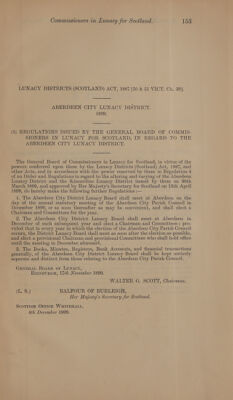 Commissioners in Lunacy for Scotland. 153
LUNACY DISTRICTS (SCOTLAND) ACT, 1887 [50 & 51 VICT. Ch. 39].
ABERDEEN CITY LUNACY DISTRICT.
1899.
REGULATIONS ISSUED BY THE GENERAL BOARD OF COMMIS-
SIONERS IN LUNACY FOR SCOTLAND, IN REGARD TO THE
ABERDEEN CITY LUNACY DISTRICT.
The General Board of Commissioners in Lunacy for Scotland, in virtue of the
powers conferred upon them by the Lunacy Districts (Scotland) Act, 1887, and
other Acts, and in accordance with the power reserved to them in Regulation 4
of an Order and Regulations in regard to the altering and varying of the Aberdeen
Lunacy District and the Kincardine Lunacy District issued by them on 30th
March 1899, and approved by Her Majesty's Secretary for Scotland on 18th April
1899, do hereby make the following further Regulations:—
1. The Aberdeen City District Lunacy Board shall meet at Aberdeen on the
day of the annual statutory meeting of the Aberdeen City Parish Council in
December 1899, or as soon thereafter as may be convenient, and shall elect a
Chairman and Committees for the year.
2. The Aberdeen City District Lunacy Board shall meet at Aberdeen in
December of each subsequent year and elect a Chairman and Committees; pro-
vided that in every year in which the election of the Aberdeen City Parish Council
occurs, the District Lunacy Board shall meet as soon after the election as possible,
and elect a provisional Chairman and provisional Committees who shall hold office
until the meeting in December aforesaid.
3. The Books, Minutes, Registers, Bank Accounts, and financial transactions
generally, of the Aberdeen City District Lunacy Board shall be kept entirely
separate and distinct from those relating to the Aberdeen City Parish Council.
GENERAL BOARD OF LUNACY,
EDINBURGH, 17th November 1899.
WALTER G. SCOTT, Chairman.
(L. S.) BALFOUR OF BURLEIGH,
Her Majesty's Secretary for Scotland.
SCOTTISH OFFICE WHITEHALL,
4th December 1899.